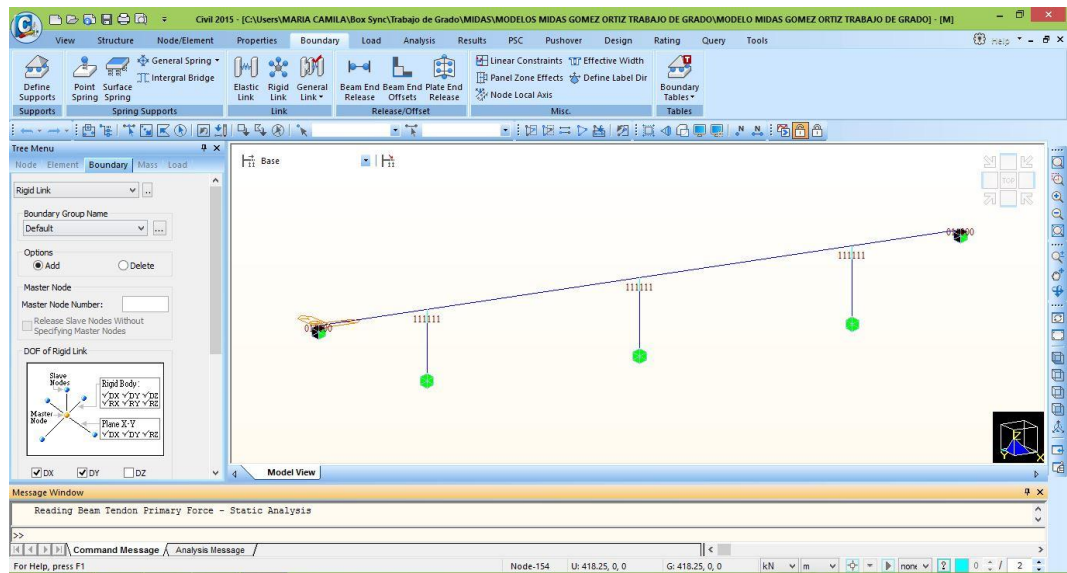 Civil 2015 - [C:\Users\MARIA CAMILA\Box Sync\Trabajo de Grado\MIDAS\MODELOS MIDAS GOMEZ ORTIZ TRABAJO DE GRADO\MODELO MIDAS GOMEZ ORTIZ TRABAJO DE GRADO] - [M]
View Structure Node/Element Properties Boundary Load Analysis Results PSC Pushover Design Rating Query Tools Help
Define Supports
Point Spring
Surface Spring
General Spring
Intergral Bridge
Elastic Link
Rigid Link
General Link
Beam End Release
Beam End Offsets
Plate End Release
Linear Constraints
Effective Width
Panel Zone Effects
Define Label Dir
Node Local Axis
Boundary Tables
Supports Spring Supports Link Release/Offset Misc. Tables
Tree Menu
Node Element Boundary Mass Load
Rigid Link
Boundary Group Name
Default
Options
Add Delete
Master Node
Master Node Number:
Release Slave Nodes Without
Specifying Master Nodes
DOF of Rigid Link
Slave
Nodes
Master
Node
Rigid Body:
√DX √DY √DZ
√RX √RY √RZ
Plane X-Y
√DX √DY √RZ
DX DY DZ
Base
TOP
111111
111111
111111
Z
Y
X
Model View
Message Window
Reading Beam Tendon Primary Force - Static Analysis
>>
Command Message Analysis Message
For Help, press F1
Node-154 U: 418.25, 0, 0 G: 418.25, 0, 0 kN m none ? 0 / 2